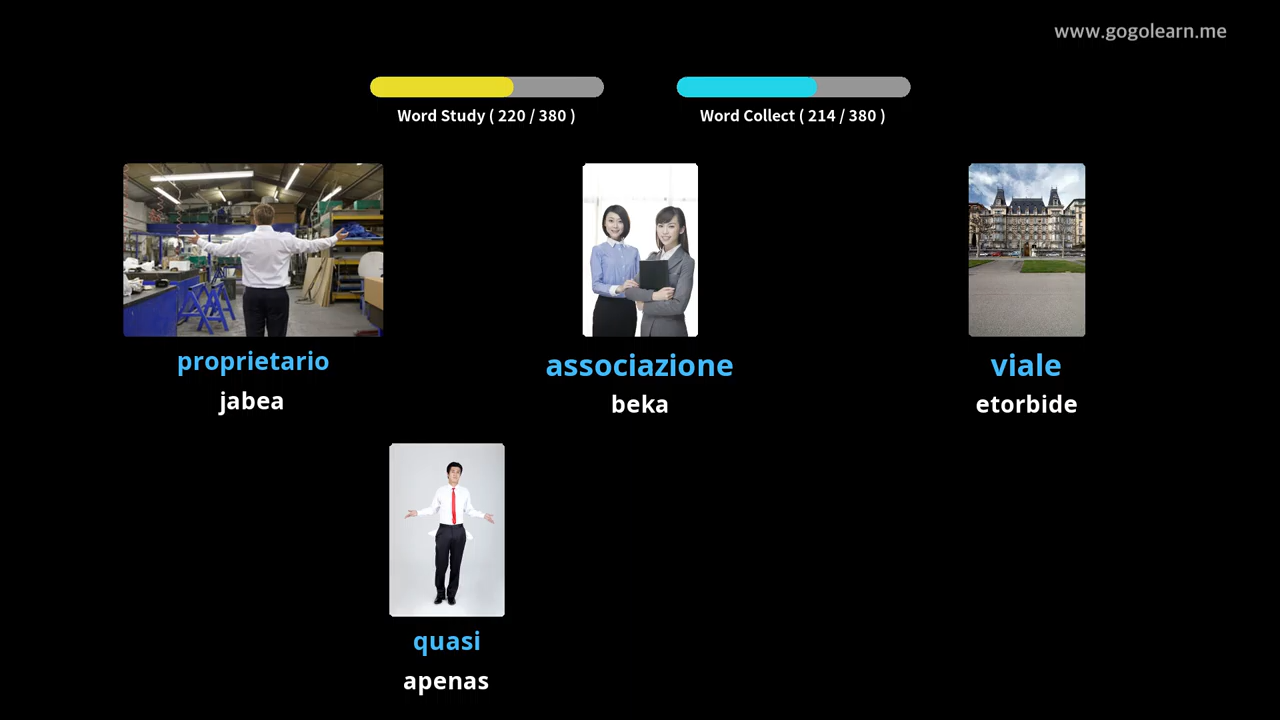 www.gogolearn.me
Word Study ( 220 / 380 )
Word Collect ( 214 / 380 )
proprietario
jabea
associazione
beka
viale
etorbide
quasi
apenas